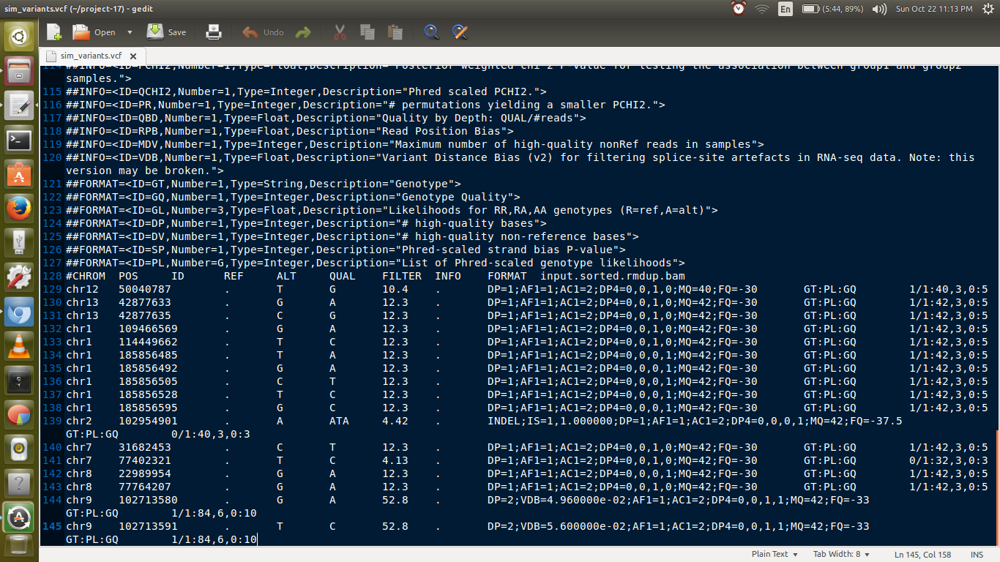 sim_variants.vcf (~/project-17) - gedit
En (5:44, 89%) Sun Oct 22 11:13 PM
Open Save Undo
sim_variants.vcf
114 ##INFO=<ID=PCHI2,Number=1,Type=Float,Description="Posterior weighted chi^2 P-value for testing the association between group1 and group2
samples.">
115 ##INFO=<ID=QCHI2,Number=1,Type=Integer,Description="Phred scaled PCHI2.">
116 ##INFO=<ID=PR,Number=1,Type=Integer,Description="# permutations yielding a smaller PCHI2.">
117 ##INFO=<ID=QBD,Number=1,Type=Float,Description="Quality by Depth: QUAL/#reads">
118 ##INFO=<ID=RPB,Number=1,Type=Float,Description="Read Position Bias">
119 ##INFO=<ID=MDV,Number=1,Type=Integer,Description="Maximum number of high-quality nonRef reads in samples">
120 ##INFO=<ID=VDB,Number=1,Type=Float,Description="Variant Distance Bias (v2) for filtering splice-site artefacts in RNA-seq data. Note: this
version may be broken.">
121 ##FORMAT=<ID=GT,Number=1,Type=String,Description="Genotype">
122 ##FORMAT=<ID=GQ,Number=1,Type=Integer,Description="Genotype Quality">
123 ##FORMAT=<ID=GL,Number=3,Type=Float,Description="Likelihoods for RR,RA,AA genotypes (R=ref,A=alt)">
124 ##FORMAT=<ID=DP,Number=1,Type=Integer,Description="# high-quality bases">
125 ##FORMAT=<ID=DV,Number=1,Type=Integer,Description="# high-quality non-reference bases">
126 ##FORMAT=<ID=SP,Number=1,Type=Integer,Description="Phred-scaled strand bias P-value">
127 ##FORMAT=<ID=PL,Number=G,Type=Integer,Description="List of Phred-scaled genotype likelihoods">
128 #CHROM POS ID REF ALT QUAL FILTER INFO FORMAT input.sorted.rmdup.bam
129 chr12 50040787 . T G 10.4 . DP=1;AF1=1;AC1=2;DP4=0,0,1,0;MQ=40;FQ=-30 GT:PL:GQ 1/1:40,3,0:5
130 chr13 42877633 . G A 12.3 . DP=1;AF1=1;AC1=2;DP4=0,0,1,0;MQ=42;FQ=-30 GT:PL:GQ 1/1:42,3,0:5
131 chr13 42877635 . C G 12.3 . DP=1;AF1=1;AC1=2;DP4=0,0,1,0;MQ=42;FQ=-30 GT:PL:GQ 1/1:42,3,0:5
132 chr1 109466569 . G A 12.3 . DP=1;AF1=1;AC1=2;DP4=0,0,1,0;MQ=42;FQ=-30 GT:PL:GQ 1/1:42,3,0:5
133 chr1 114449662 . T C 12.3 . DP=1;AF1=1;AC1=2;DP4=0,0,1,0;MQ=42;FQ=-30 GT:PL:GQ 1/1:42,3,0:5
134 chr1 185856485 . T A 12.3 . DP=1;AF1=1;AC1=2;DP4=0,0,0,1;MQ=42;FQ=-30 GT:PL:GQ 1/1:42,3,0:5
135 chr1 185856492 . G A 12.3 . DP=1;AF1=1;AC1=2;DP4=0,0,0,1;MQ=42;FQ=-30 GT:PL:GQ 1/1:42,3,0:5
136 chr1 185856505 . C T 12.3 . DP=1;AF1=1;AC1=2;DP4=0,0,0,1;MQ=42;FQ=-30 GT:PL:GQ 1/1:42,3,0:5
137 chr1 185856528 . T C 12.3 . DP=1;AF1=1;AC1=2;DP4=0,0,0,1;MQ=42;FQ=-30 GT:PL:GQ 1/1:42,3,0:5
138 chr1 185856595 . G C 12.3 . DP=1;AF1=1;AC1=2;DP4=0,0,0,1;MQ=42;FQ=-30 GT:PL:GQ 1/1:42,3,0:5
139 chr2 102954901 . A ATA 4.42 . INDEL;IS=1,1.000000;DP=1;AF1=1;AC1=2;DP4=0,0,0,1;MQ=42;FQ=-37.5
GT:PL:GQ 0/1:40,3,0:3
140 chr7 31682453 . C T 12.3 . DP=1;AF1=1;AC1=2;DP4=0,0,1,0;MQ=42;FQ=-30 GT:PL:GQ 1/1:42,3,0:5
141 chr7 77402321 . T C 4.13 . DP=1;AF1=1;AC1=2;DP4=0,0,1,0;MQ=42;FQ=-30 GT:PL:GQ 0/1:32,3,0:3
142 chr8 22989954 . G A 12.3 . DP=1;AF1=1;AC1=2;DP4=0,0,0,1;MQ=42;FQ=-30 GT:PL:GQ 1/1:42,3,0:5
143 chr8 77764207 . G A 12.3 . DP=1;AF1=1;AC1=2;DP4=0,0,1,0;MQ=42;FQ=-30 GT:PL:GQ 1/1:42,3,0:5
144 chr9 102713580 . G A 52.8 . DP=2;VDB=4.960000e-02;AF1=1;AC1=2;DP4=0,0,1,1;MQ=42;FQ=-33
GT:PL:GQ 1/1:84,6,0:10
145 chr9 102713591 . T C 52.8 . DP=2;VDB=5.600000e-02;AF1=1;AC1=2;DP4=0,0,1,1;MQ=42;FQ=-33
GT:PL:GQ 1/1:84,6,0:10
Plain Text Tab Width: 8 Ln 145, Col 158 INS